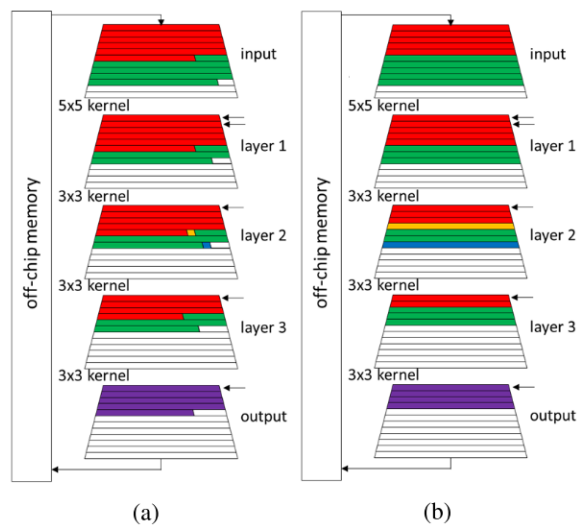 off-chip memory
input
5x5 kernel
layer 1
3x3 kernel
layer 2
3x3 kernel
layer 3
3x3 kernel
output
(a)
off-chip memory
input
5x5 kernel
layer 1
3x3 kernel
layer 2
3x3 kernel
layer 3
3x3 kernel
output
(b)